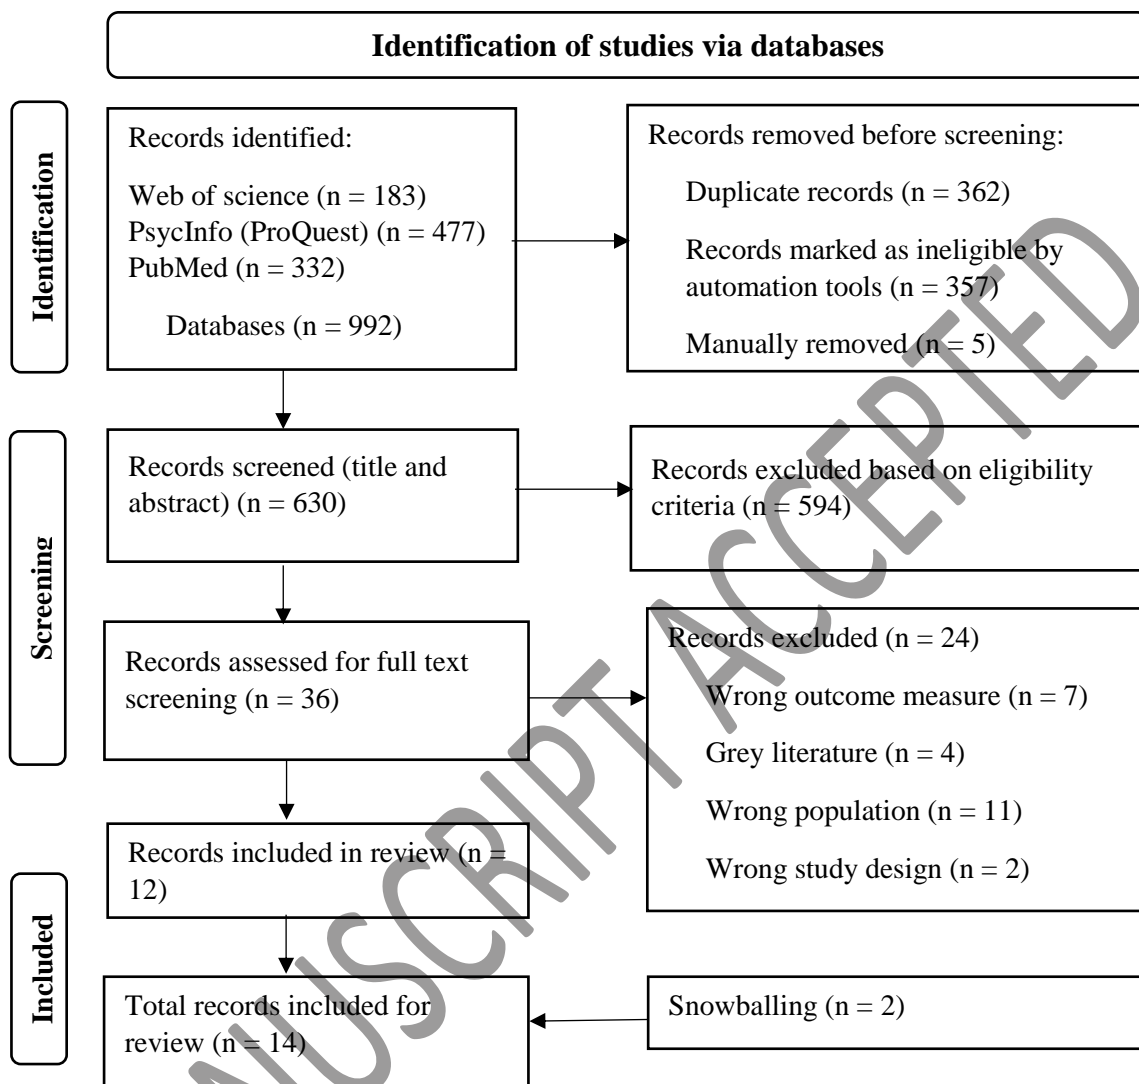 Identification of studies via databases
Identification
Records identified:
Web of science (n = 183)
PsycInfo (ProQuest) (n = 477)
PubMed (n = 332)
Databases (n = 992)
Records removed before screening:
Duplicate records (n = 362)
Records marked as ineligible by
automation tools (n = 357)
Manually removed (n = 5)
Screening
Records screened (title and
abstract) (n = 630)
Records excluded based on eligibility
criteria (n = 594)
Records assessed for full text
screening (n = 36)
Records excluded (n = 24)
Wrong outcome measure (n = 7)
Grey literature (n = 4)
Wrong population (n = 11)
Wrong study design (n = 2)
Records included in review (n =
12)
Included
Total records included for
review (n = 14)
Snowballing (n = 2)
NUSCRIPT ACCEPTED